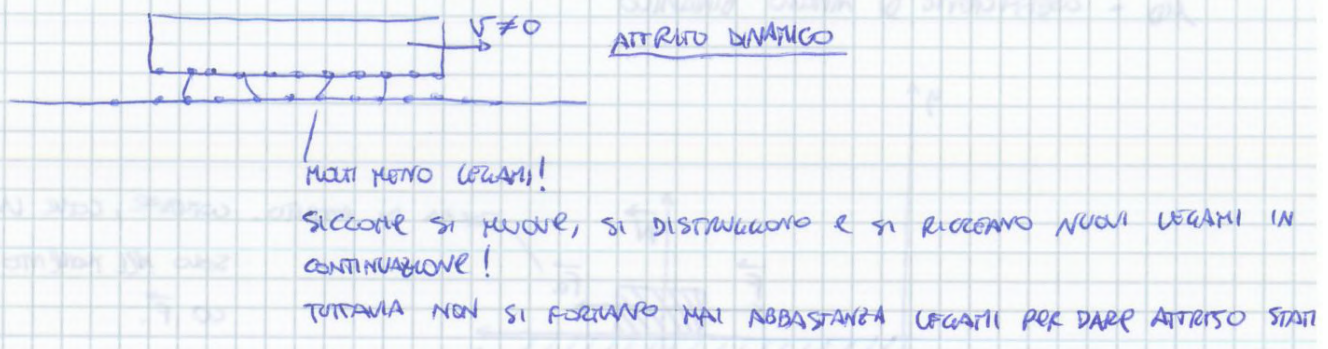 V ≠ 0
ATTRITO DINAMICO
MOLTI MENO LEGAMI!
SICCOME SI MUOVE, SI DISTRUGGONO E SI RICREANO NUOVI LEGAMI IN
CONTINUAZIONE!
TUTTAVIA NON SI FORMANO MAI ABBASTANZA LEGAMI PER DARE ATTRITO STATI